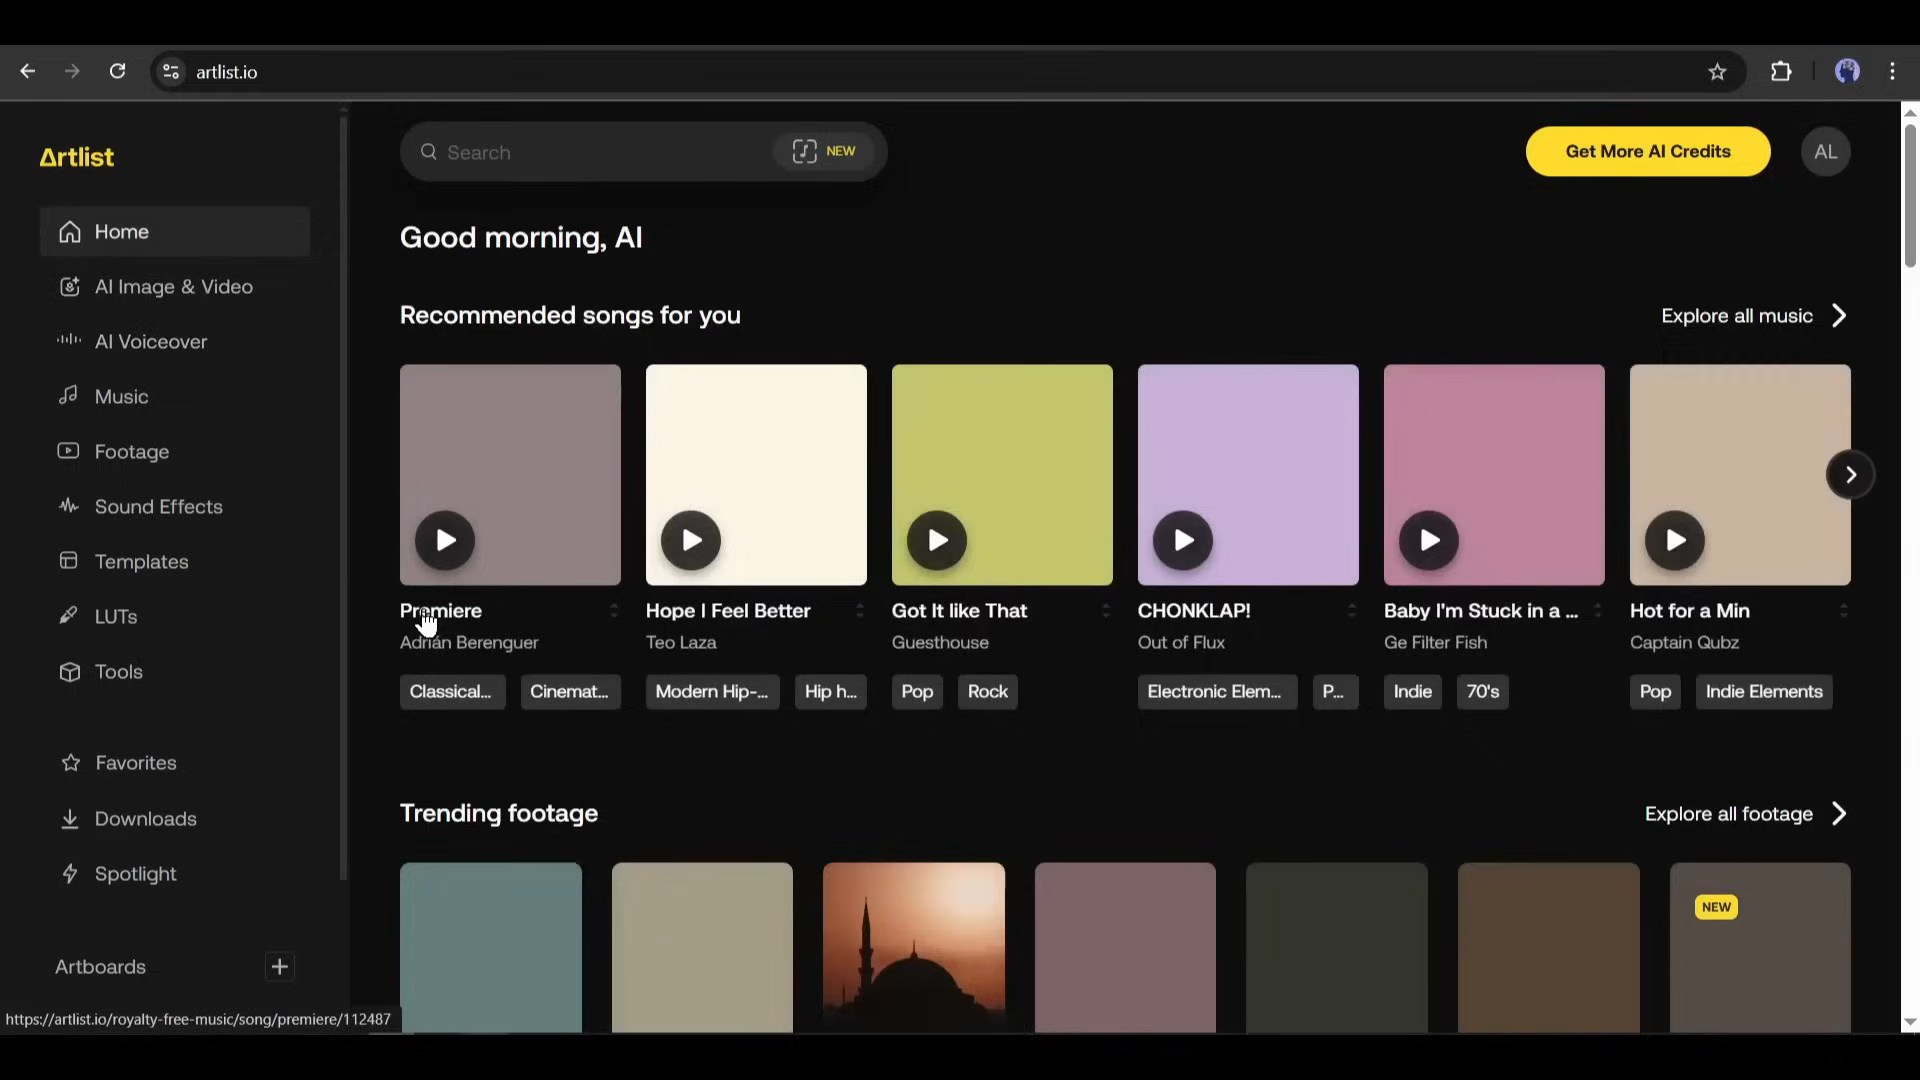 artlist.io
Artlist
Search
NEW
Get More AI Credits
AL
Home
AI Image & Video
AI Voiceover
Music
Footage
Sound Effects
Templates
LUTs
Tools
Favorites
Downloads
Spotlight
Artboards
Good morning, AI
Recommended songs for you
Explore all music
Premiere
Adrián Berenguer
Classical...
Cinemat...
Hope I Feel Better
Teo Laza
Modern Hip-...
Hip h...
Got It like That
Guesthouse
Pop
Rock
CHONKLAP!
Out of Flux
Electronic Elem...
P...
Baby I'm Stuck in a ...
Ge Filter Fish
Indie
70's
Hot for a Min
Captain Qubz
Pop
Indie Elements
Trending footage
Explore all footage
NEW
https://artlist.io/royalty-free-music/song/premiere/112487